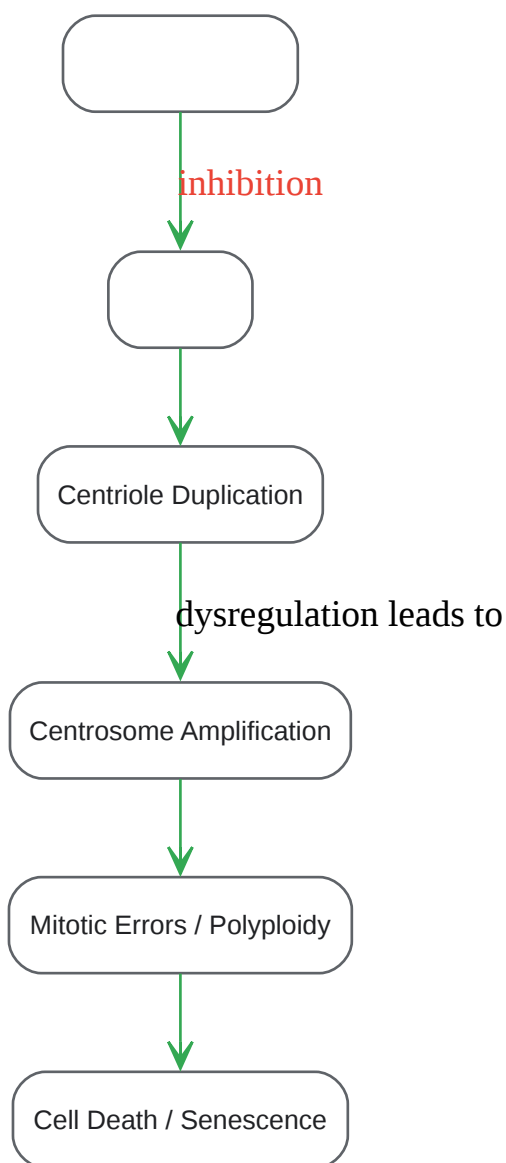 inhibition
Centriole Duplication
dysregulation leads to
Centrosome Amplification
Mitotic Errors / Polyploidy
Cell Death / Senescence